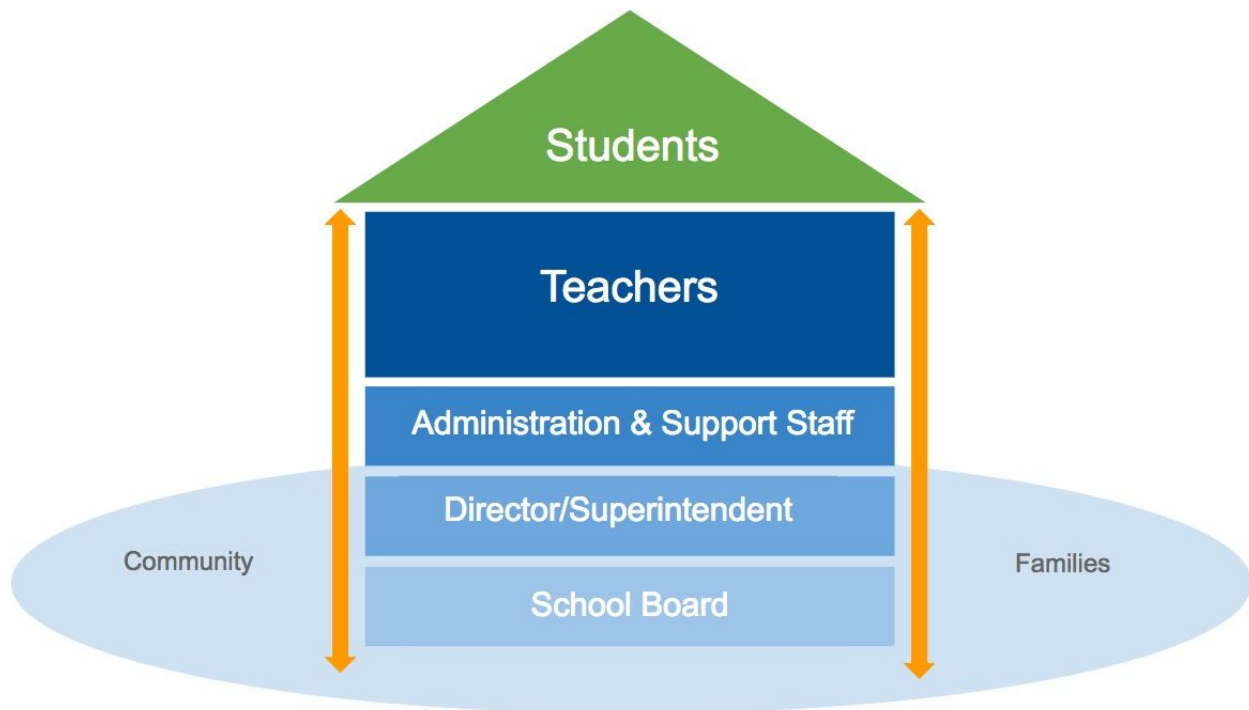 Students
Teachers
Administration & Support Staff
Director/Superintendent
Community
Families
School Board